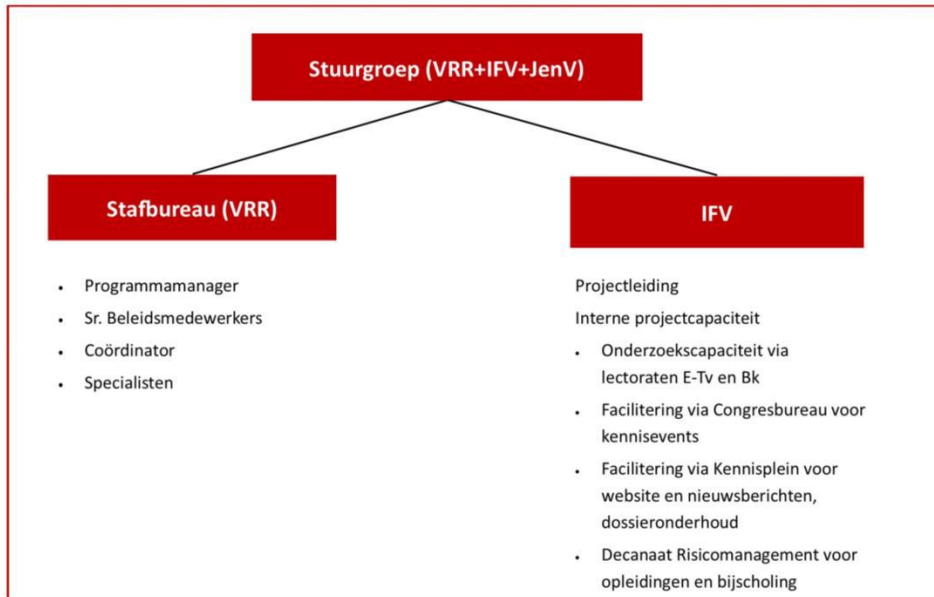 Stuurgroep (VRR+IFV+JenV)
Stafbureau (VRR)
• Programmamanager
• Sr. Beleidsmedewerkers
• Coördinator
• Specialisten
IFV
Projectleiding
Interne projectcapaciteit
• Onderzoekscapaciteit via
lectoraten E-Tv en Bk
• Facilitering via Congresbureau voor
kennisevents
• Facilitering via Kennisplein voor
website en nieuwsberichten,
dossieronderhoud
• Decanaat Risicomanagement voor
opleidingen en bijscholing